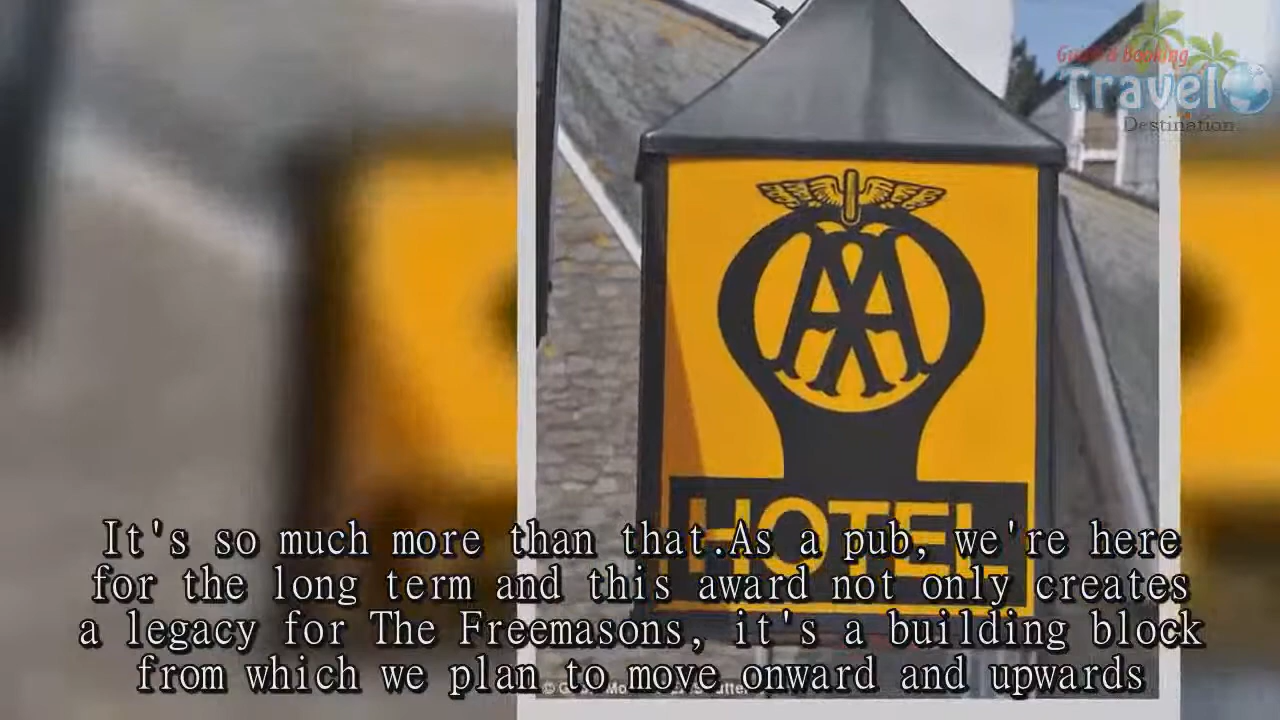 Travel
Destination
AA
HOTEL
It's so much more than that.As a pub, we're here
for the long term and this award not only creates
a legacy for The Freemasons, it's a building block
from which we plan to move onward and upwards